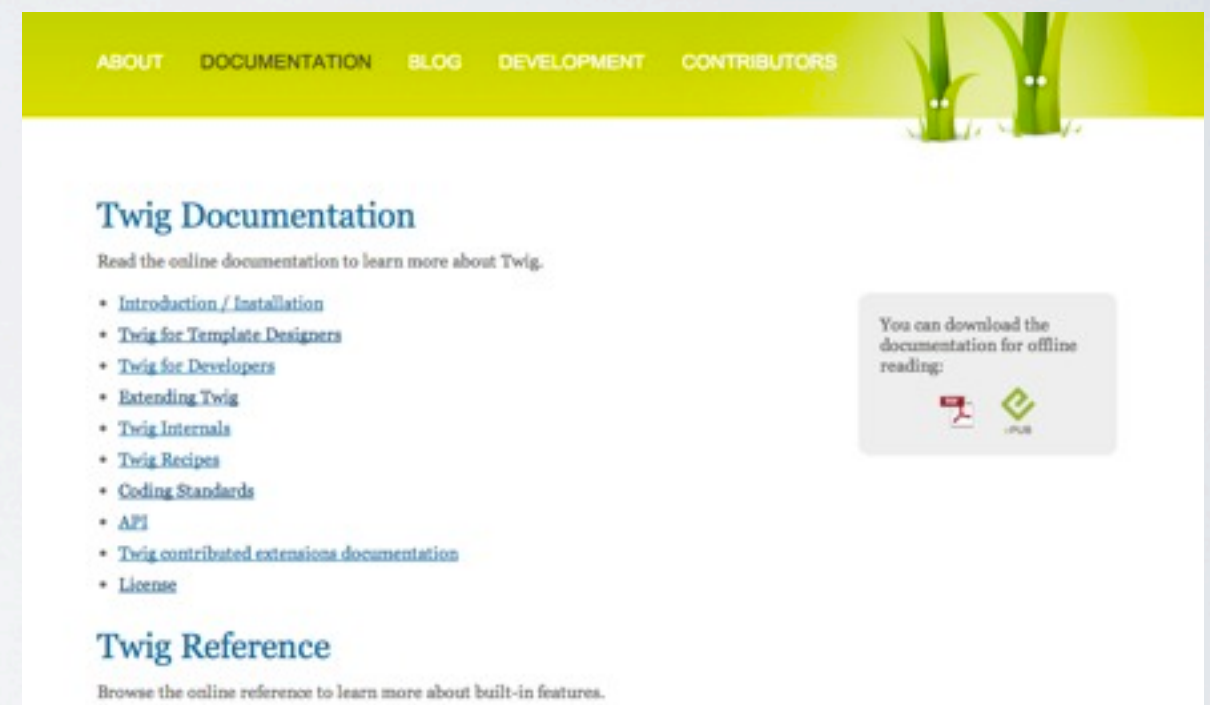 ABOUT DOCUMENTATION BLOG DEVELOPMENT CONTRIBUTORS
Twig Documentation
Read the online documentation to learn more about Twig.
• Introduction / Installation
• Twig for Template Designers
• Twig for Developers
• Extending Twig
• Twig Internals
• Twig Recipes
• Coding Standards
• API
• Twig contributed extensions documentation
• License
You can download the
documentation for offline
reading:
PDF
ePUB
Twig Reference
Browse the online reference to learn more about built-in features.